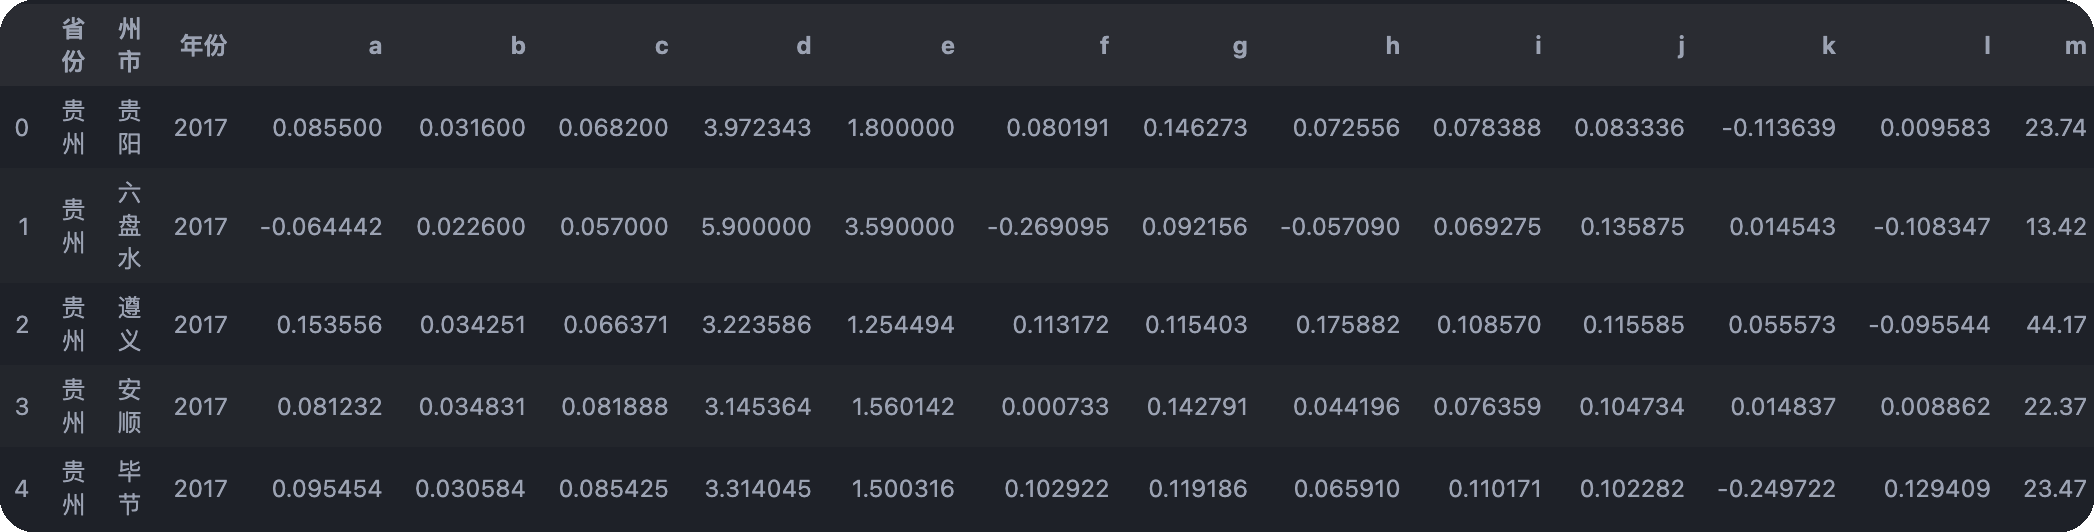 省份 州市 年份 a b c d e f g h i j k l m
0 贵州 贵阳 2017 0.085500 0.031600 0.068200 3.972343 1.800000 0.080191 0.146273 0.072556 0.078388 0.083336 -0.113639 0.009583 23.74
1 贵州 六盘水 2017 -0.064442 0.022600 0.057000 5.900000 3.590000 -0.269095 0.092156 -0.057090 0.069275 0.135875 0.014543 -0.108347 13.42
2 贵州 遵义 2017 0.153556 0.034251 0.066371 3.223586 1.254494 0.113172 0.115403 0.175882 0.108570 0.115585 0.055573 -0.095544 44.17
3 贵州 安顺 2017 0.081232 0.034831 0.081888 3.145364 1.560142 0.000733 0.142791 0.044196 0.076359 0.104734 0.014837 0.008862 22.37
4 贵州 毕节 2017 0.095454 0.030584 0.085425 3.314045 1.500316 0.102922 0.119186 0.065910 0.110171 0.102282 -0.249722 0.129409 23.47